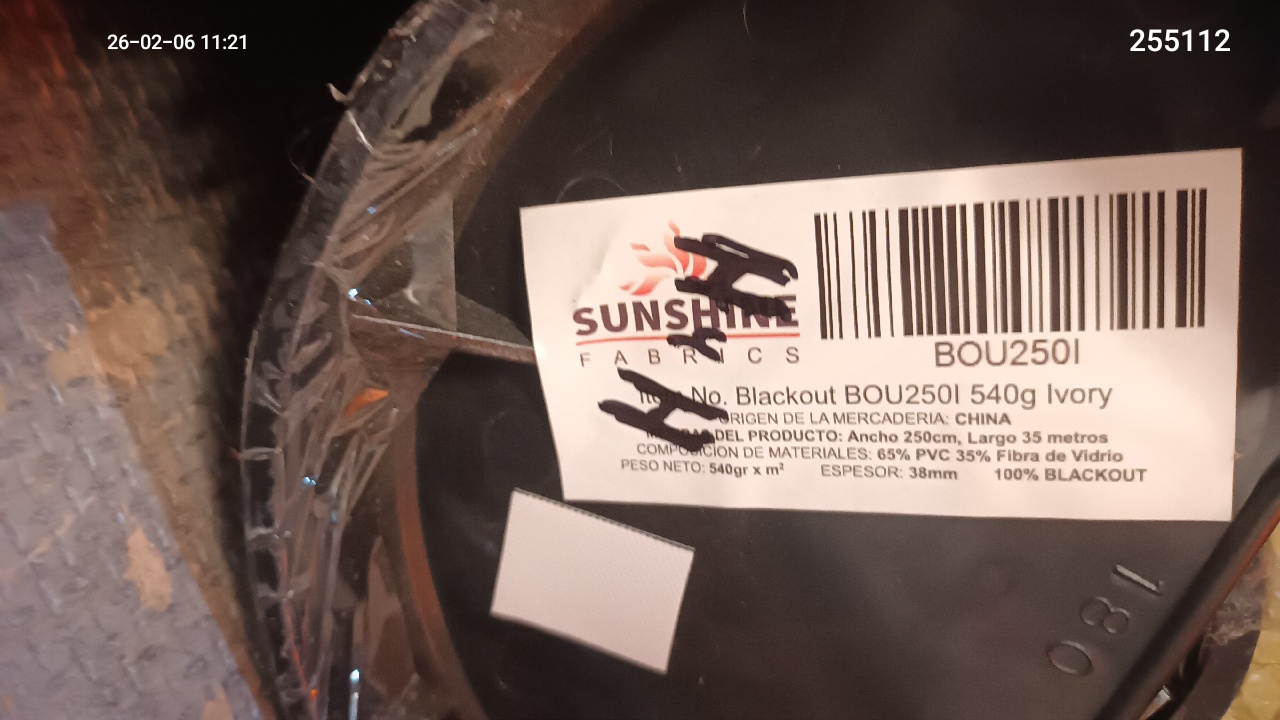 26-02-06 11:21
255112
SUNSHINE
FABRICS
BOU250I
Item No. Blackout BOU250I 540g Ivory
ORIGEN DE LA MERCADERIA: CHINA
DEL PRODUCTO: Ancho 250cm, Largo 35 metros
COMPOSICION DE MATERIALES: 65% PVC 35% Fibra de Vidrio
PESO NETO: 540gr x m² ESPESOR: 38mm 100% BLACKOUT
180